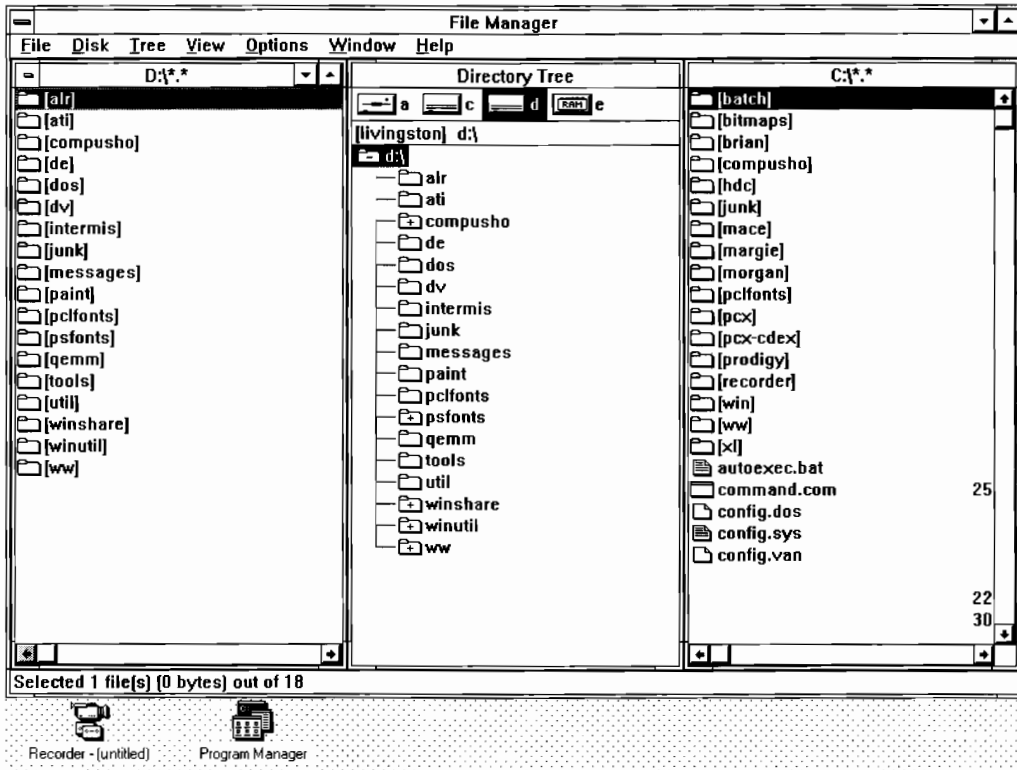 File Manager
File Disk Tree View Options Window Help
D:\*.*
[alr]
[ati]
[compusho]
[de]
[dos]
[dv]
[intermis]
[junk]
[messages]
[paint]
[pclfonts]
[psfonts]
[qemm]
[tools]
[util]
[winshare]
[winutil]
[ww]
Directory Tree
a c d RAM e
[livingston] d:\
d:\
alr
ati
compusho
de
dos
dv
intermis
junk
messages
paint
pclfonts
psfonts
qemm
tools
util
winshare
winutil
ww
C:\*.*
[batch]
[bitmaps]
[brian]
[compusho]
[hdc]
[junk]
[mace]
[margie]
[morgan]
[pclfonts]
[pcx]
[pcx-cdex]
[prodigy]
[recorder]
[win]
[ww]
[xl]
autoexec.bat
command.com 25
config.dos
config.sys
config.van
22
30
Selected 1 file(s) (0 bytes) out of 18
Recorder - (untitled)
Program Manager